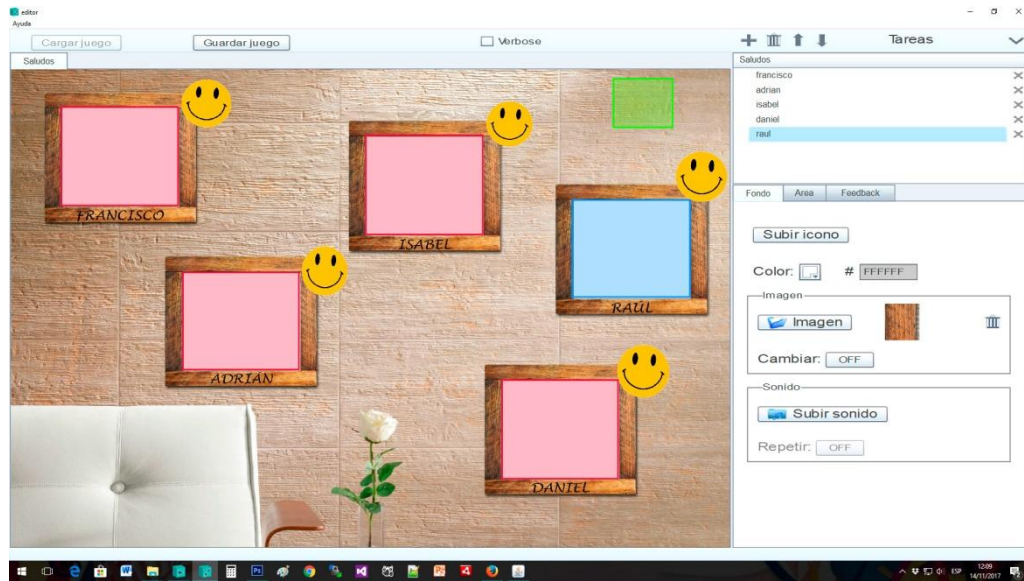 editor
Ayuda
Cargar juego Guardar juego Verbose Tareas
Saludos Saludos
francisco
adrian
isabel
daniel
raul
Fondo Area Feedback
FRANCISCO
ISABEL
RAÚL
ADRIÁN
DANIEL
Subir icono
Color: # FFFFFF
Imagen
Imagen
Cambiar: OFF
Sonido
Subir sonido
Repetir: OFF
ESP 12:09
14/11/2017